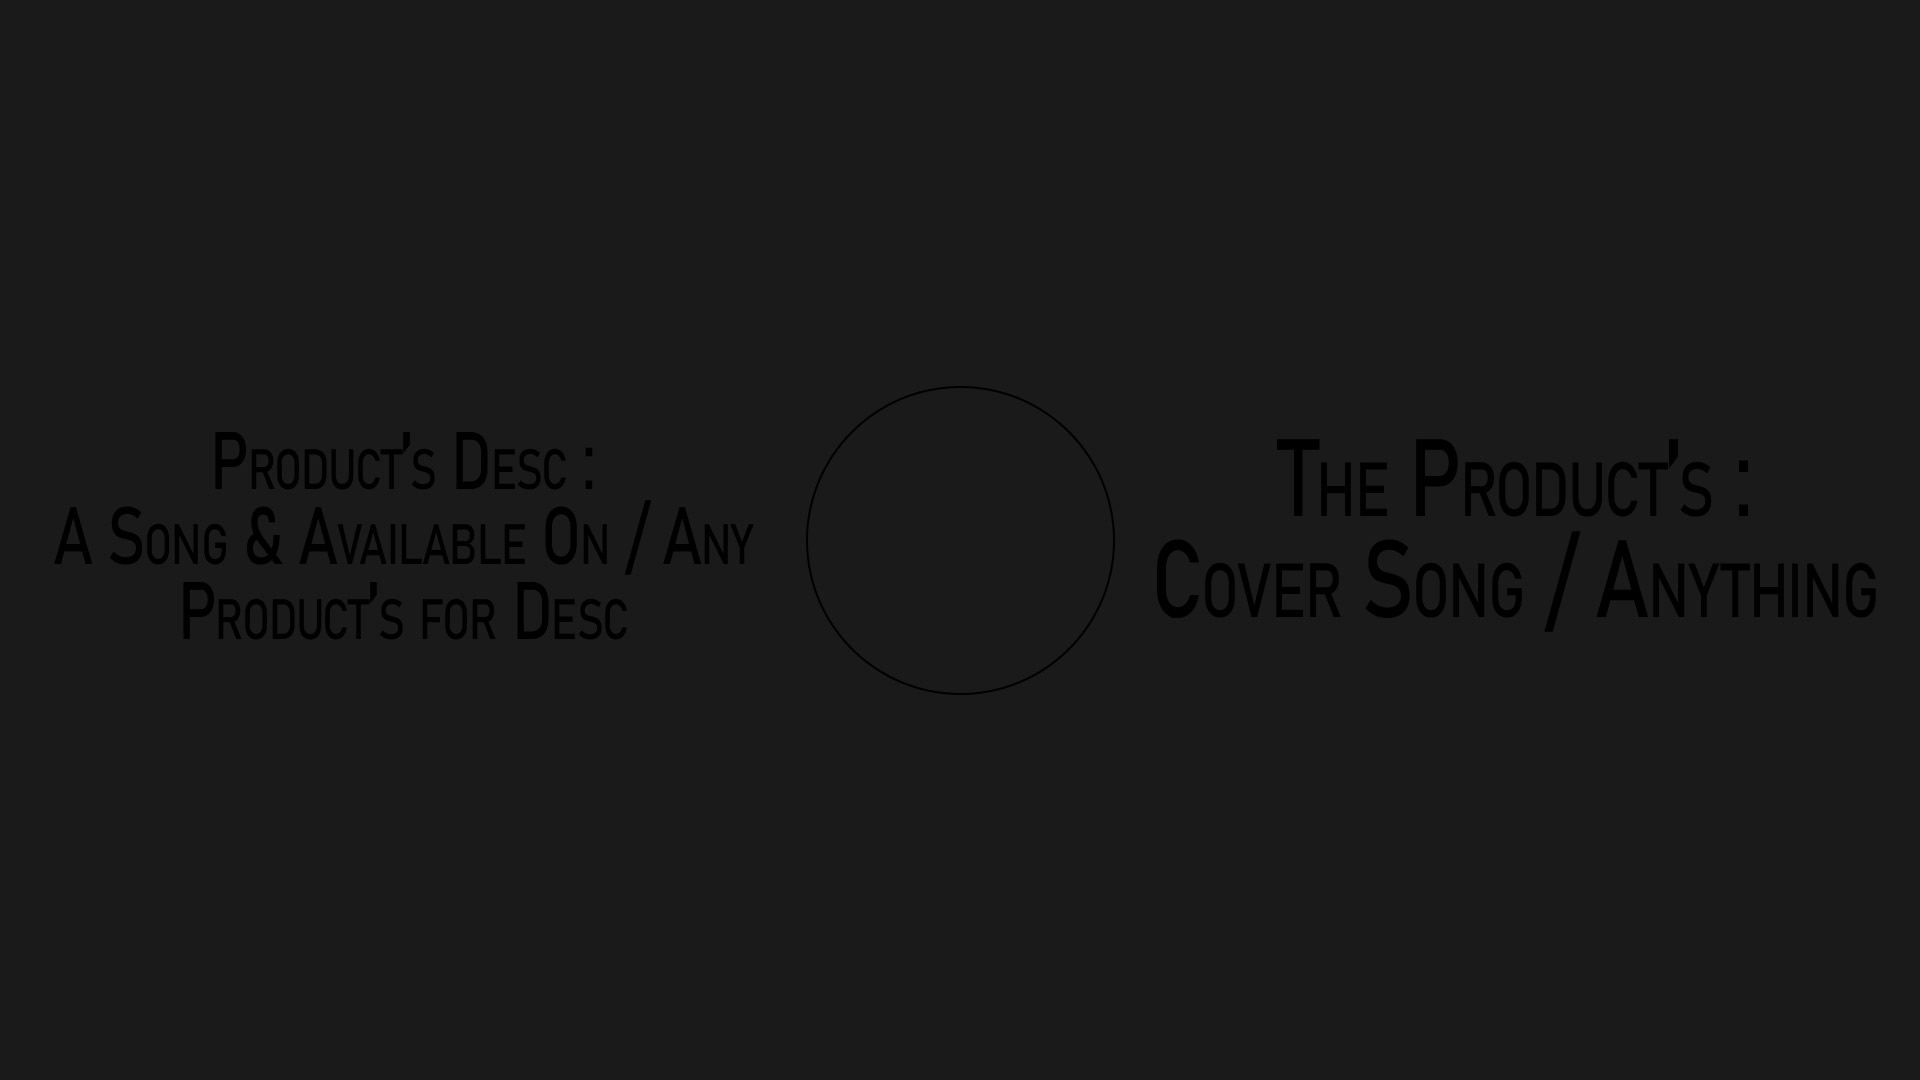 Product's Desc :
A Song & Available On / Any
Product's for Desc
The Product's :
Cover Song / Anything